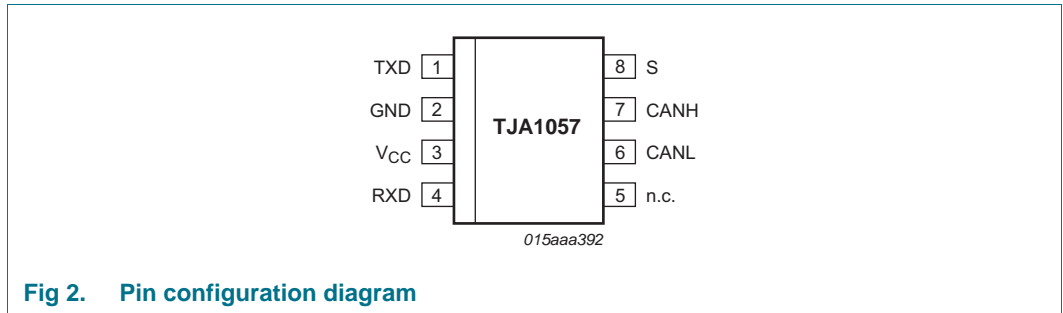 TXD 1 8 S
GND 2 7 CANH
TJA1057
VCC 3 6 CANL
RXD 4 5 n.c.
015aaa392
Fig 2. Pin configuration diagram